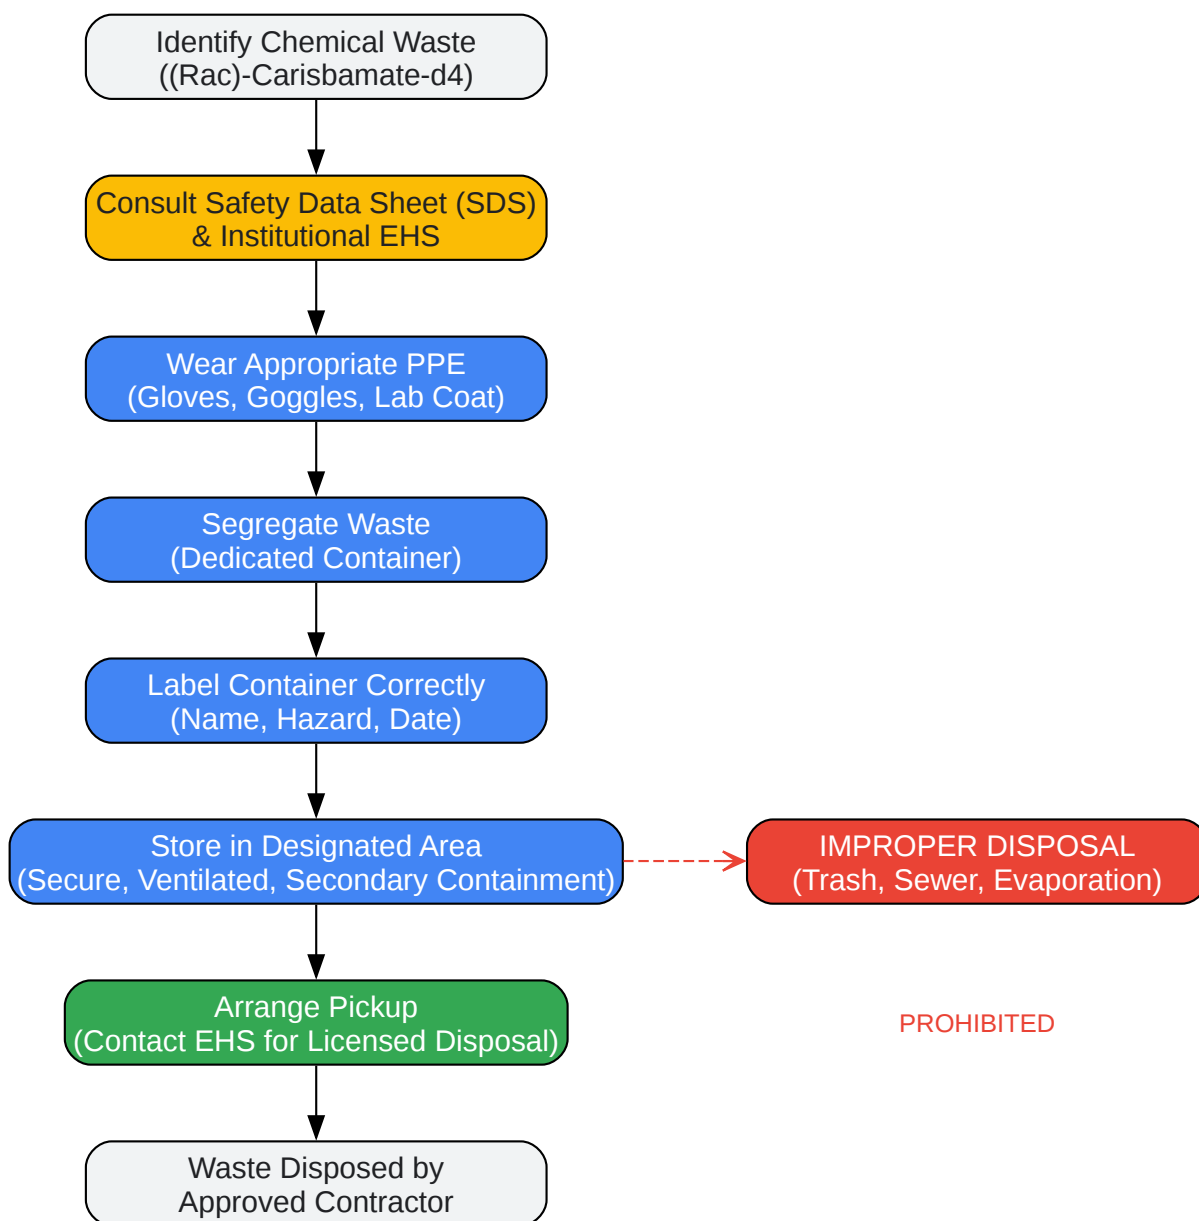 Identify Chemical Waste
((Rac)-Carisbamate-d4)
Consult Safety Data Sheet (SDS)
& Institutional EHS
Wear Appropriate PPE
(Gloves, Goggles, Lab Coat)
Segregate Waste
(Dedicated Container)
Label Container Correctly
(Name, Hazard, Date)
Store in Designated Area
(Secure, Ventilated, Secondary Containment)
IMPROPER DISPOSAL
(Trash, Sewer, Evaporation)
Arrange Pickup
(Contact EHS for Licensed Disposal)
PROHIBITED
Waste Disposed by
Approved Contractor